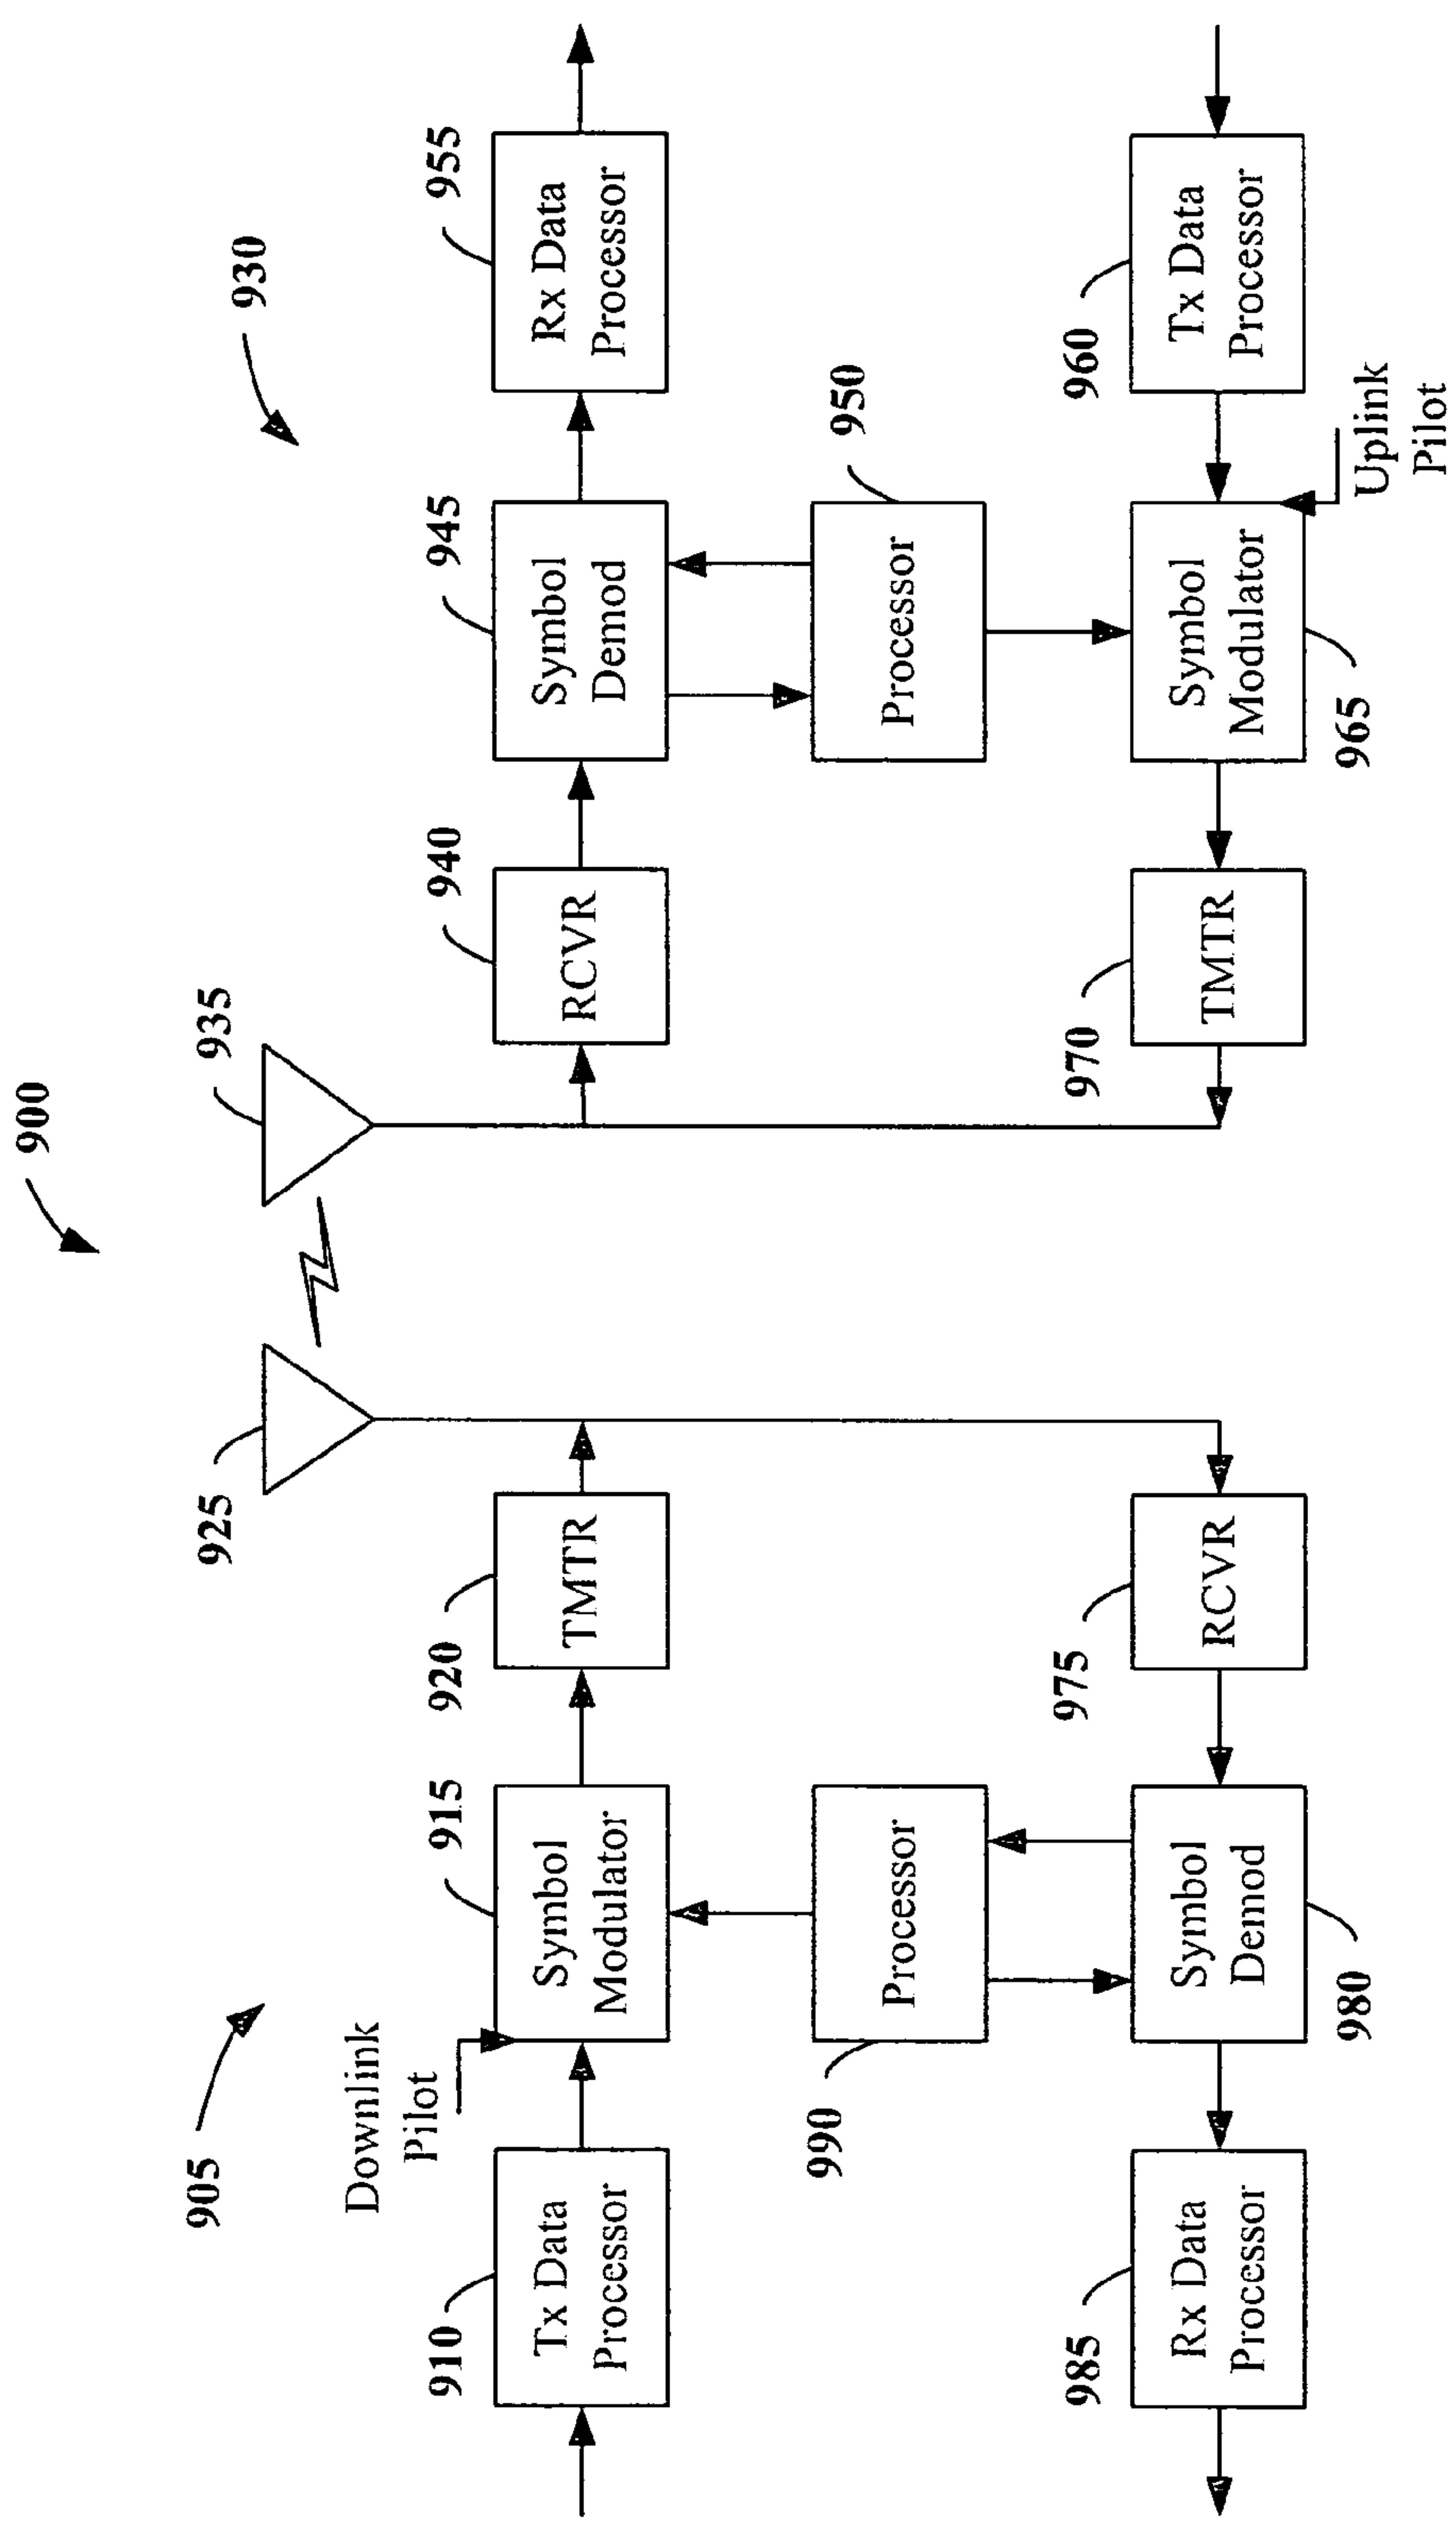 900
905
930
925
935
Downlink
Pilot
910
Tx Data
Processor
915
Symbol
Modulator
920
TMTR
940
RCVR
945
Symbol
Demod
955
Rx Data
Processor
990
Processor
950
Processor
985
Rx Data
Processor
980
Symbol
Demod
975
RCVR
970
TMTR
965
Symbol
Modulator
960
Tx Data
Processor
Uplink
Pilot